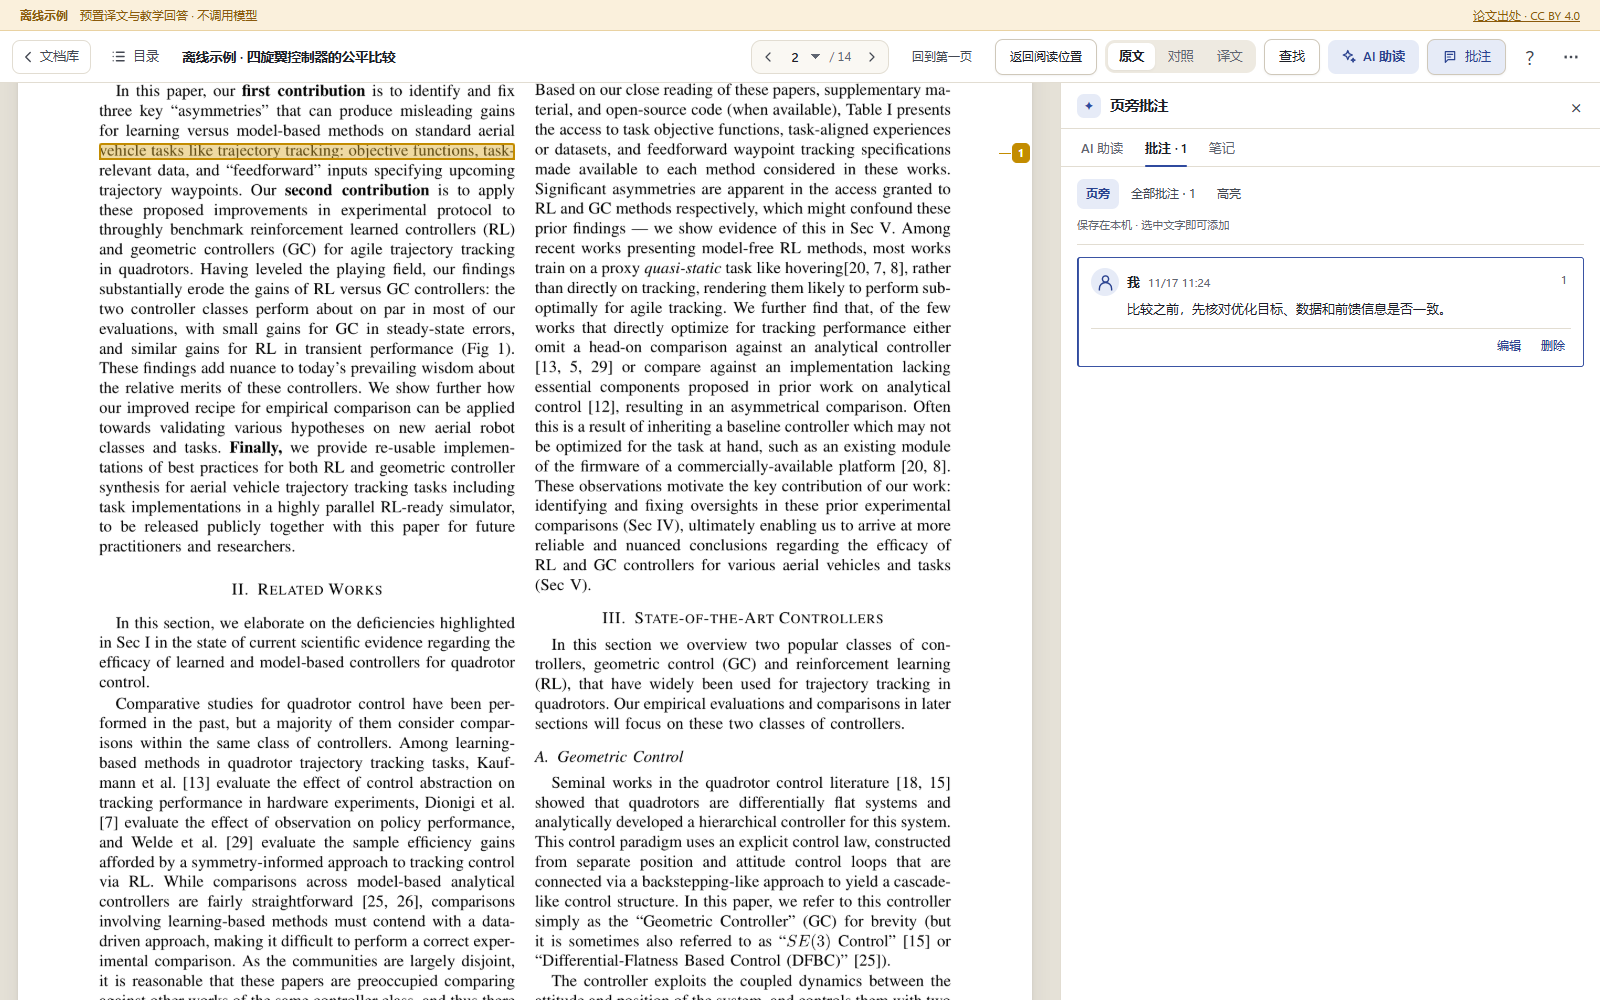 离线示例 预置译文与教学回答 · 不调用模型
论文出处 · CC BY 4.0
文档库 目录 离线示例 · 四旋翼控制器的公平比较
2 / 14 回到第一页 返回阅读位置 原文 对照 译文 查找 AI 助读 批注 ? ···
In this paper, our first contribution is to identify and fix
three key “asymmetries” that can produce misleading gains
for learning versus model-based methods on standard aerial
vehicle tasks like trajectory tracking: objective functions, task-
relevant data, and “feedforward” inputs specifying upcoming
trajectory waypoints. Our second contribution is to apply
these proposed improvements in experimental protocol to
throughly benchmark reinforcement learned controllers (RL)
and geometric controllers (GC) for agile trajectory tracking
in quadrotors. Having leveled the playing field, our findings
substantially erode the gains of RL versus GC controllers: the
two controller classes perform about on par in most of our
evaluations, with small gains for GC in steady-state errors,
and similar gains for RL in transient performance (Fig 1).
These findings add nuance to today’s prevailing wisdom about
the relative merits of these controllers. We show further how
our improved recipe for empirical comparison can be applied
towards validating various hypotheses on new aerial robot
classes and tasks. Finally, we provide re-usable implemen-
tations of best practices for both RL and geometric controller
synthesis for aerial vehicle trajectory tracking tasks including
task implementations in a highly parallel RL-ready simulator,
to be released publicly together with this paper for future
practitioners and researchers.
II. RELATED WORKS
In this section, we elaborate on the deficiencies highlighted
in Sec I in the state of current scientific evidence regarding the
efficacy of learned and model-based controllers for quadrotor
control.
Comparative studies for quadrotor control have been per-
formed in the past, but a majority of them consider compar-
isons within the same class of controllers. Among learning-
based methods in quadrotor trajectory tracking tasks, Kauf-
mann et al. [13] evaluate the effect of control abstraction on
tracking performance in hardware experiments, Dionigi et al.
[7] evaluate the effect of observation on policy performance,
and Welde et al. [29] evaluate the sample efficiency gains
afforded by a symmetry-informed approach to tracking control
via RL. While comparisons across model-based analytical
controllers are fairly straightforward [25, 26], comparisons
involving learning-based methods must contend with a data-
driven approach, making it difficult to perform a correct exper-
imental comparison. As the communities are largely disjoint,
it is reasonable that these papers are preoccupied comparing
against other works of the same controller class, and thus there
Based on our close reading of these papers, supplementary ma-
terial, and open-source code (when available), Table I presents
the access to task objective functions, task-aligned experiences
or datasets, and feedforward waypoint tracking specifications
made available to each method considered in these works.
Significant asymmetries are apparent in the access granted to
RL and GC methods respectively, which might confound these
prior findings — we show evidence of this in Sec V. Among
recent works presenting model-free RL methods, most works
train on a proxy quasi-static task like hovering[20, 7, 8], rather
than directly on tracking, rendering them likely to perform sub-
optimally for agile tracking. We further find that, of the few
works that directly optimize for tracking performance either
omit a head-on comparison against an analytical controller
[13, 5, 29] or compare against an implementation lacking
essential components proposed in prior work on analytical
control [12], resulting in an asymmetrical comparison. Often
this is a result of inheriting a baseline controller which may not
be optimized for the task at hand, such as an existing module
of the firmware of a commercially-available platform [20, 8].
These observations motivate the key contribution of our work:
identifying and fixing oversights in these prior experimental
comparisons (Sec IV), ultimately enabling us to arrive at more
reliable and nuanced conclusions regarding the efficacy of
RL and GC controllers for various aerial vehicles and tasks
(Sec V).
III. STATE-OF-THE-ART CONTROLLERS
In this section we overview two popular classes of con-
trollers, geometric control (GC) and reinforcement learning
(RL), that have widely been used for trajectory tracking in
quadrotors. Our empirical evaluations and comparisons in later
sections will focus on these two classes of controllers.
A. Geometric Control
Seminal works in the quadrotor control literature [18, 15]
showed that quadrotors are differentially flat systems and
analytically developed a hierarchical controller for this system.
This control paradigm uses an explicit control law, constructed
from separate position and attitude control loops that are
connected via a backstepping-like approach to yield a cascade-
like control structure. In this paper, we refer to this controller
simply as the “Geometric Controller” (GC) for brevity (but
it is sometimes also referred to as “SE(3) Control” [15] or
“Differential-Flatness Based Control (DFBC)” [25]).
The controller exploits the coupled dynamics between the
attitude and position of the system, and controls them with two
1
页旁批注
AI 助读 批注 · 1 笔记
页旁 全部批注 · 1 高亮
保存在本机 · 选中文字即可添加
我 11/17 11:24 1
比较之前，先核对优化目标、数据和前馈信息是否一致。
编辑 删除